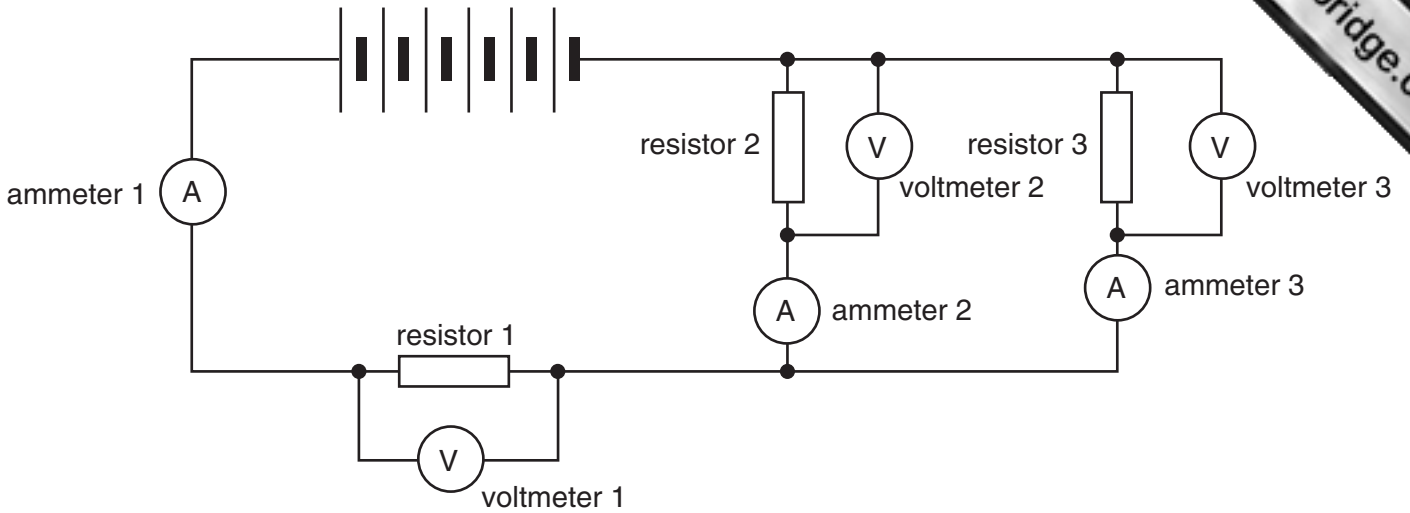 resistor 2
V
resistor 3
V
voltmeter 2
voltmeter 3
ammeter 1
A
A
ammeter 3
A
ammeter 2
resistor 1
V
voltmeter 1